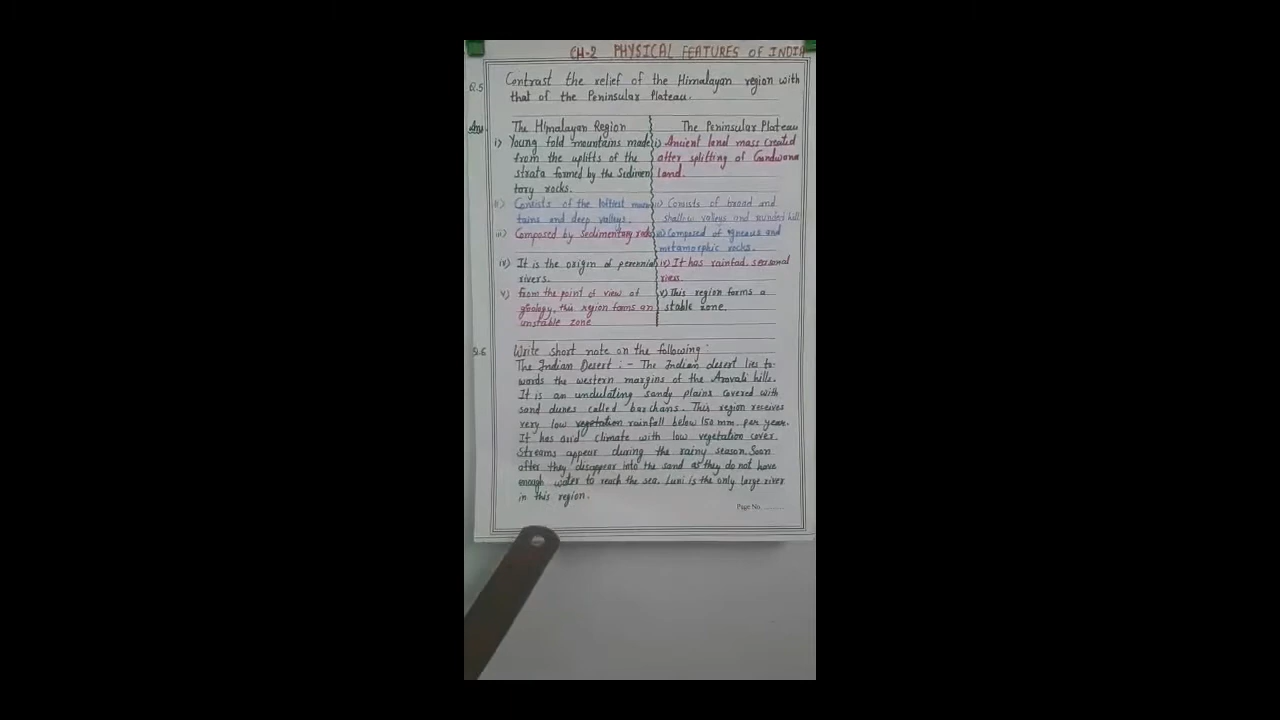 CH-2 PHYSICAL FEATURES OF INDIA
Q.5 Contrast the relief of the Himalayan region with
that of the Peninsular Plateau.
Ans. The Himalayan Region
i) Young fold mountains made
from the uplifts of the
strata formed by the Sedimen
tary rocks.
ii) Consists of the loftiest moun
tains and deep valleys.
iii) Composed by Sedimentary rocks
iv) It is the origin of perennial
rivers.
v) from the point of view of
geology, this region forms an
unstable zone
The Peninsular Plateau
i) Ancient land mass created
after splitting of Gondwana
land.
ii) Consists of broad and
shallow valleys and rounded hill
iii) Composed of igneous and
metamorphic rocks.
iv) It has rainfad, seasonal
rivers.
v) This region forms a
stable zone.
Q.6 Write short note on the following:
The Indian Desert :- The Indian desert lies to-
wards the western margins of the Aravali hills.
It is an undulating sandy plains covered with
sand dunes called barchans. This region receives
very low vegetation rainfall below 150 mm. per year.
It has arid climate with low vegetation cover.
Streams appear during the rainy season. Soon
after they disappear into the sand as they do not have
enough water to reach the sea. Luni is the only large river
in this region.
Page No.